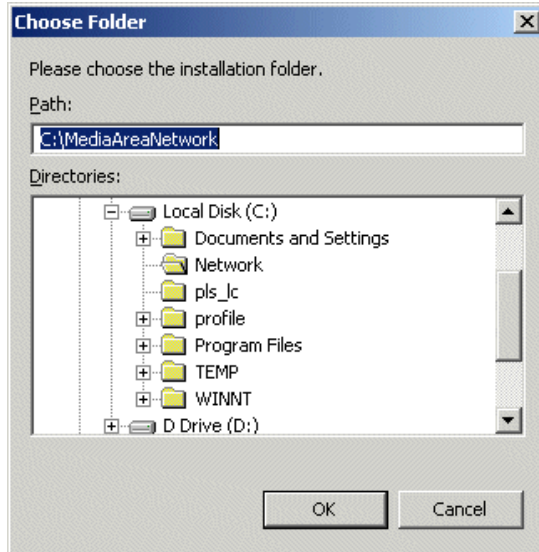 Choose Folder
Please choose the installation folder.
Path:
C:\MediaAreaNetwork
Directories:
Local Disk (C:)
Documents and Settings
Network
pls_lc
profile
Program Files
TEMP
WINNT
D Drive (D:)
OK Cancel